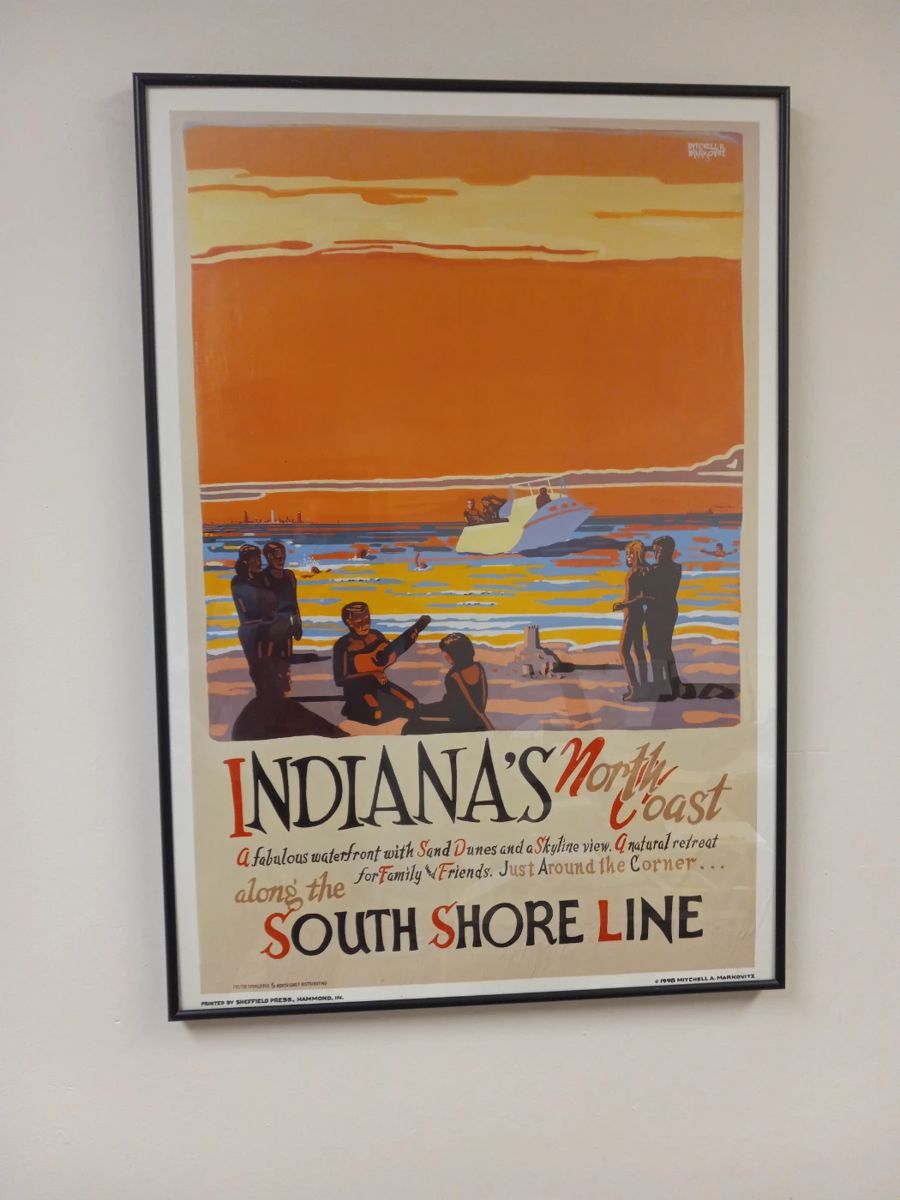 MITCHELL A.
MARKOVITZ
INDIANA'S North
Coast
A fabulous waterfront with Sand Dunes and a Skyline view. A natural retreat
for Family & Friends. Just Around the Corner...
along the
SOUTH SHORE LINE
© 1998 MITCHELL A. MARKOVITZ
PRINTED BY SHEFFIELD PRESS, HAMMOND, IN.